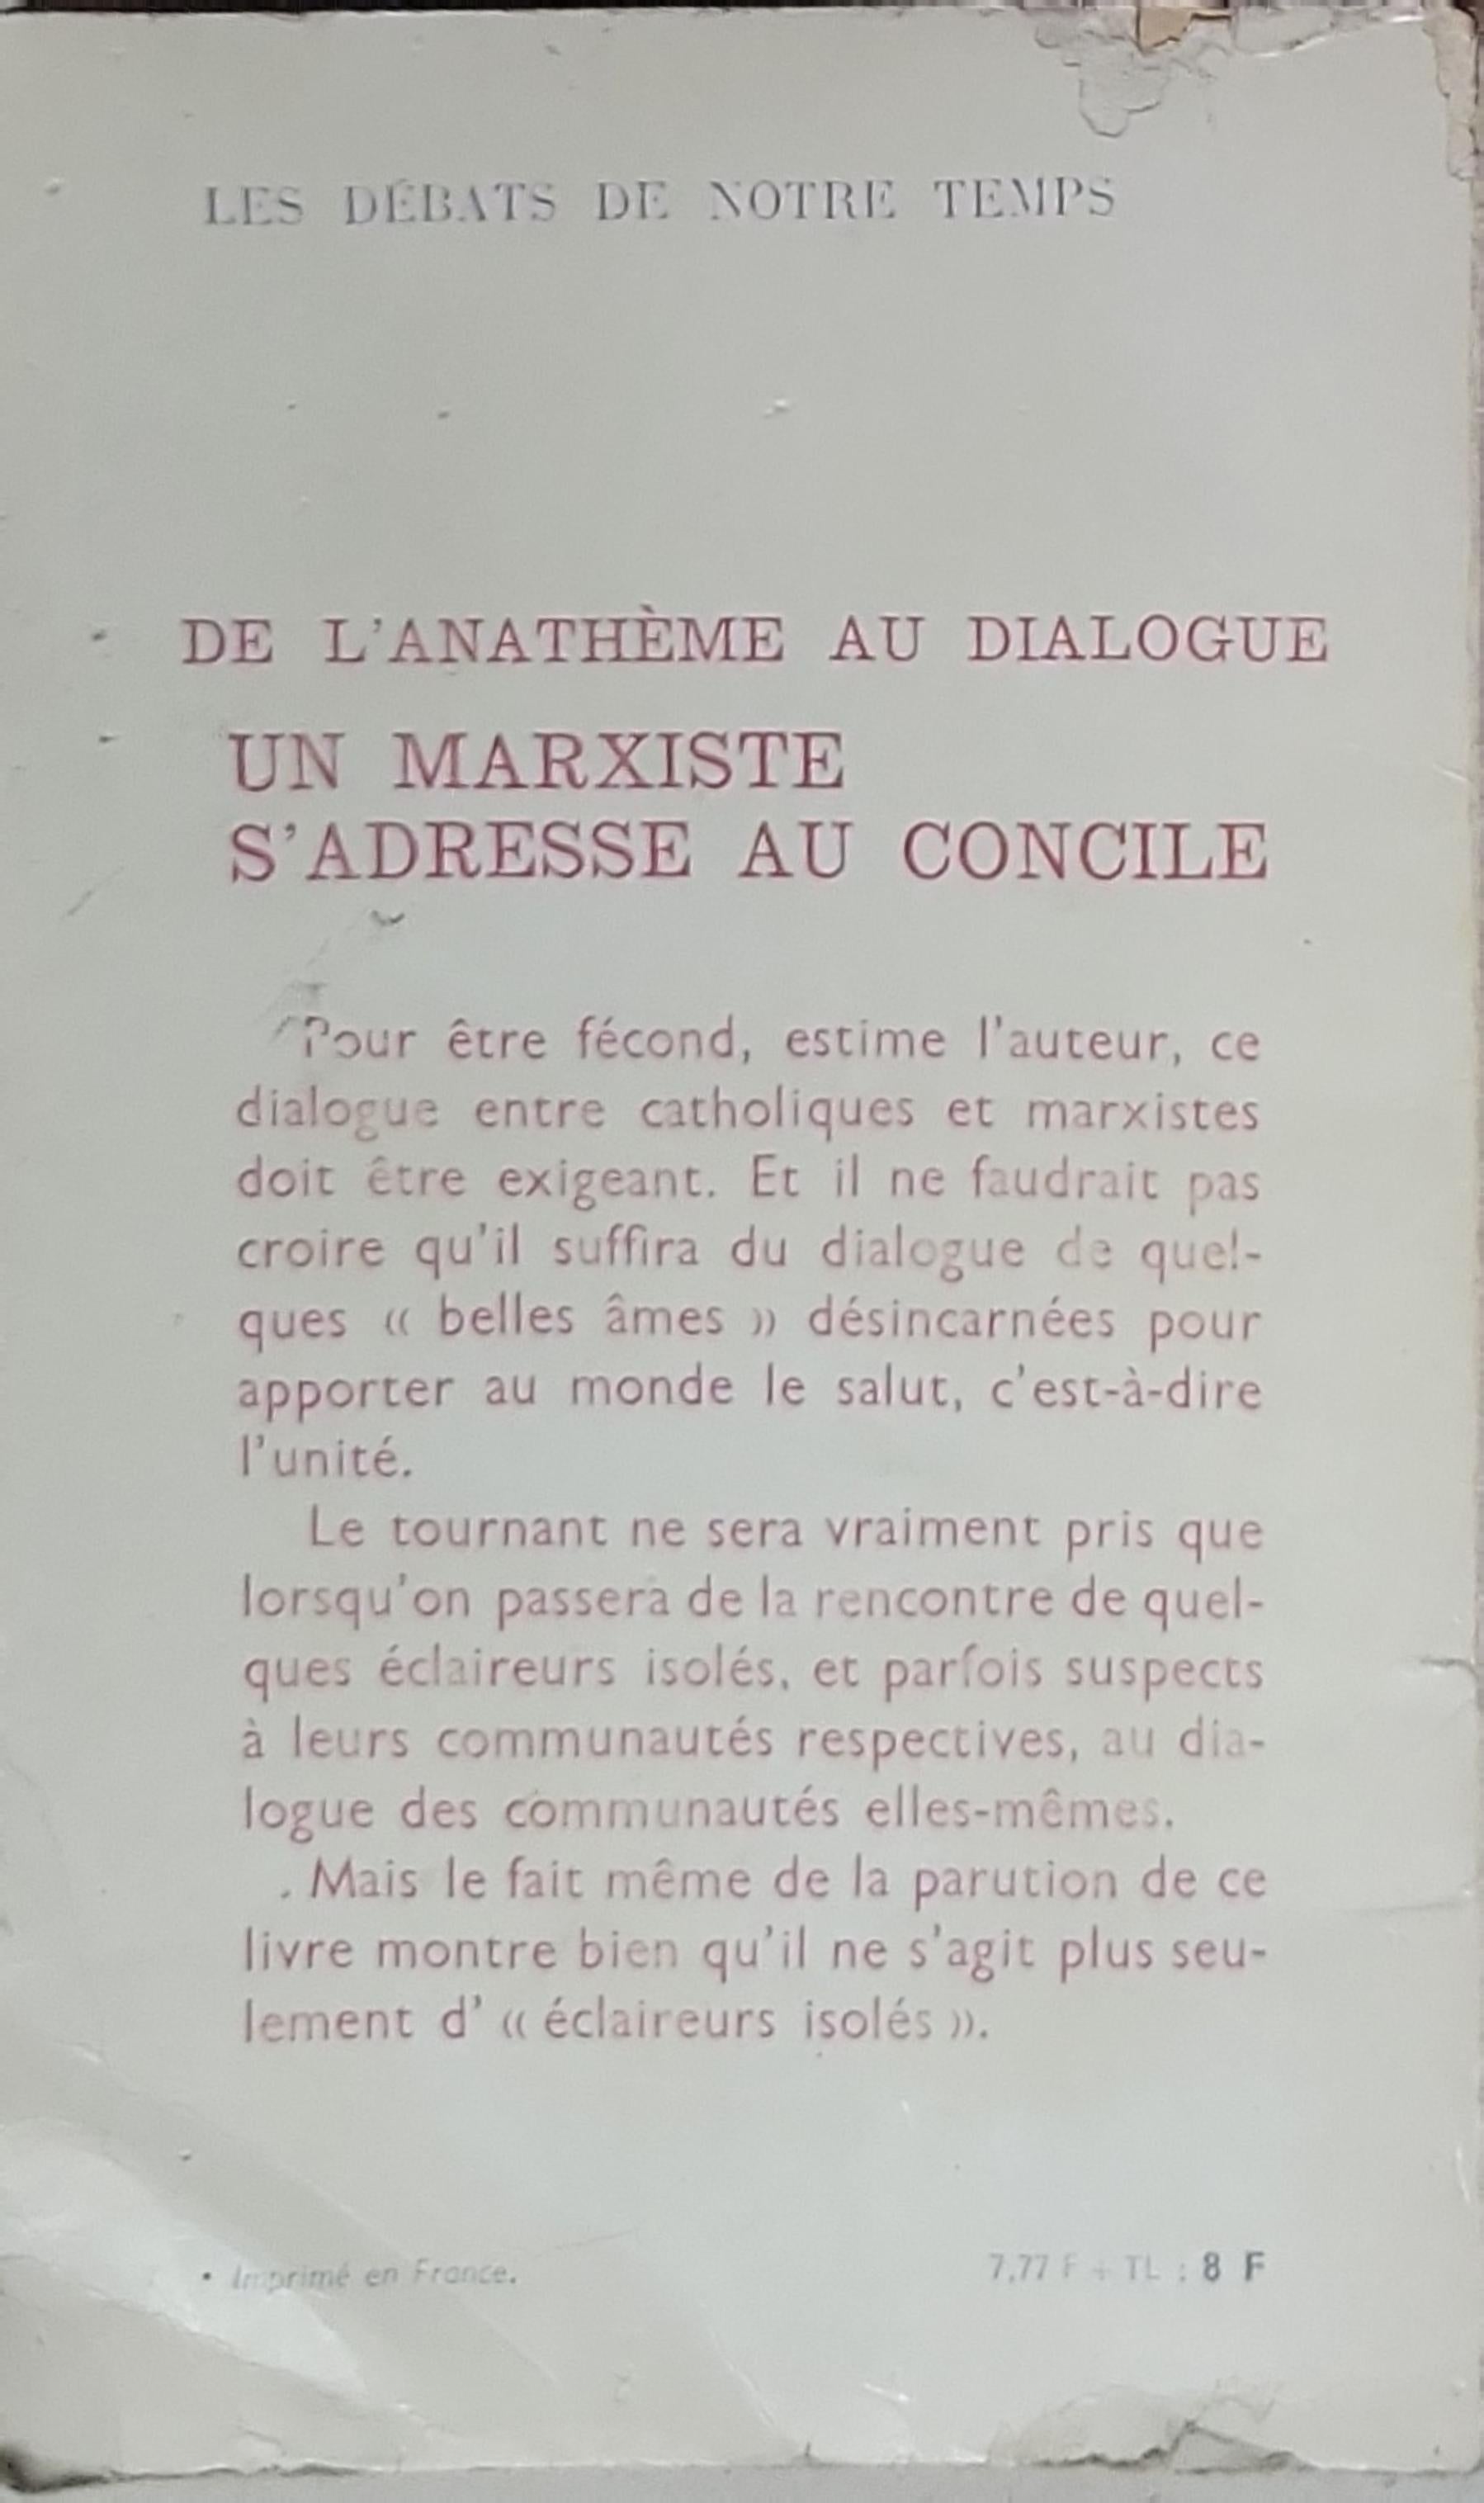 LES DÉBATS DE NOTRE TEMPS
DE L'ANATHÈME AU DIALOGUE
UN MARXISTE
S'ADRESSE AU CONCILE
Pour être fécond, estime l'auteur, ce
dialogue entre catholiques et marxistes
doit être exigeant. Et il ne faudrait pas
croire qu'il suffira du dialogue de quel-
ques « belles âmes » désincarnées pour
apporter au monde le salut, c'est-à-dire
l'unité.
Le tournant ne sera vraiment pris que
lorsqu'on passera de la rencontre de quel-
ques éclaireurs isolés, et parfois suspects
à leurs communautés respectives, au dia-
logue des communautés elles-mêmes.
Mais le fait même de la parution de ce
livre montre bien qu'il ne s'agit plus seu-
lement d' « éclaireurs isolés ».
• Imprimé en France.
7,77 F + TL : 8 F